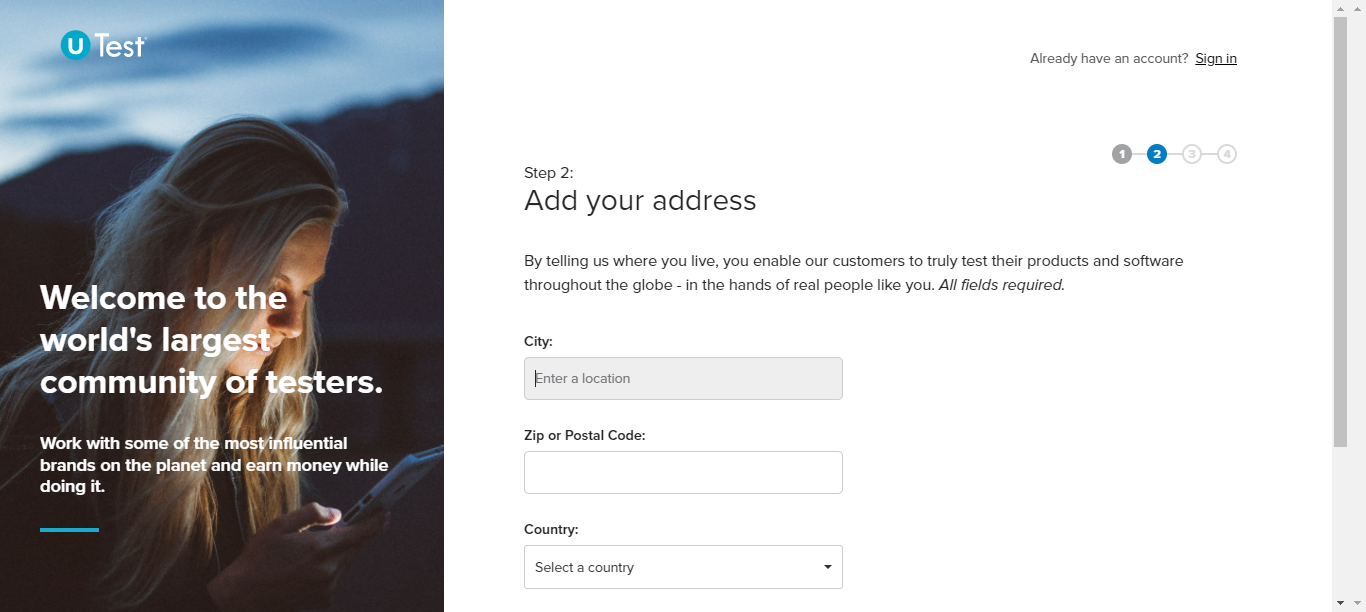 U Test
Welcome to the
world's largest
community of testers.
Work with some of the most influential
brands on the planet and earn money while
doing it.
Already have an account? Sign in
1 2 3 4
Step 2:
Add your address
By telling us where you live, you enable our customers to truly test their products and software
throughout the globe - in the hands of real people like you. All fields required.
City:
Enter a location
Zip or Postal Code:
Country:
Select a country